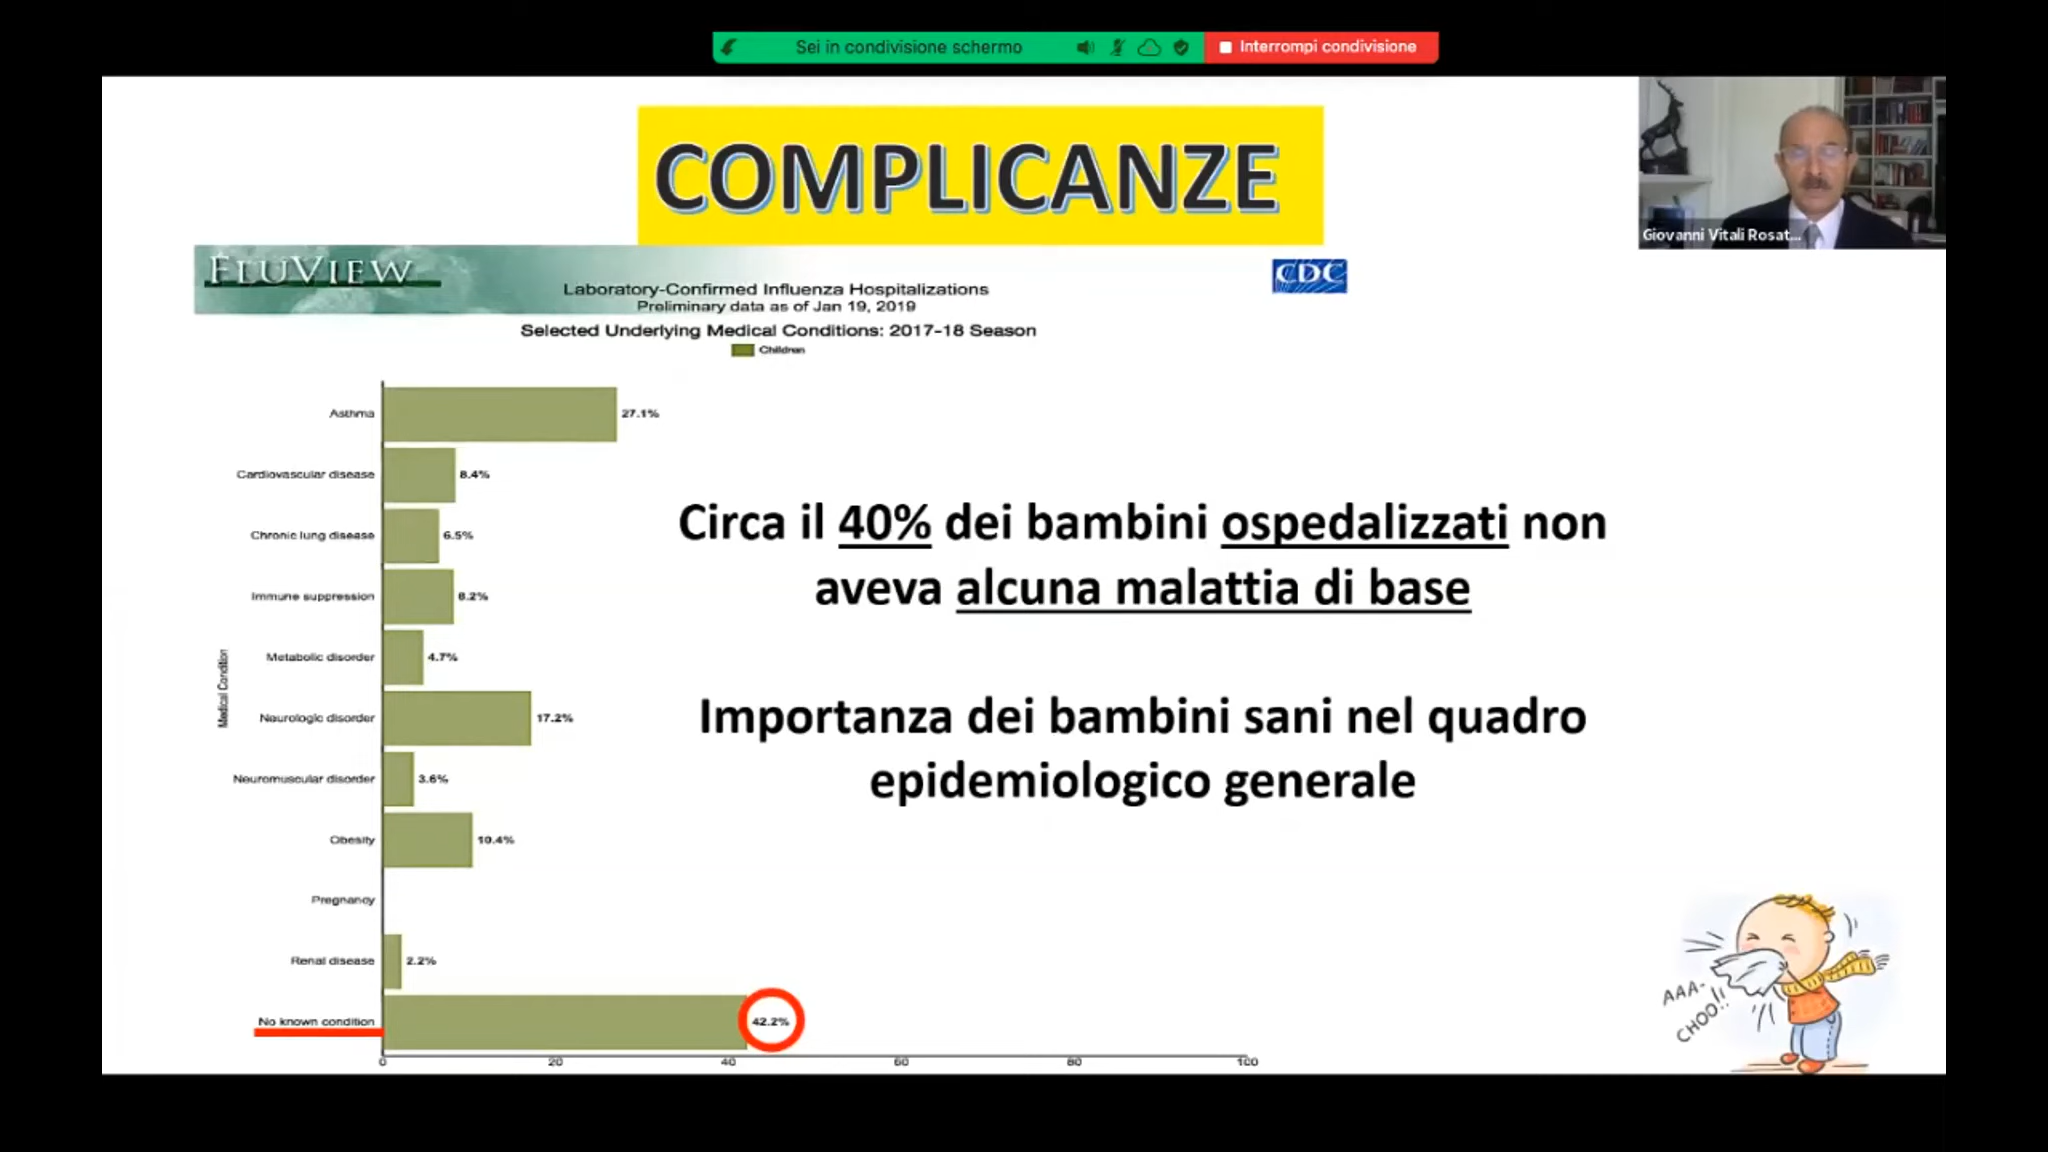 Sei in condivisione schermo
Interrompi condivisione
COMPLICANZE
Giovanni Vitali Rosat...
FLUVIEW
Laboratory-Confirmed Influenza Hospitalizations
Preliminary data as of Jan 19, 2019
CDC
Selected Underlying Medical Conditions: 2017-18 Season
Children
Medical Condition
Asthma 27.1%
Cardiovascular disease 8.4%
Chronic lung disease 6.5%
Immune suppression 8.2%
Metabolic disorder 4.7%
Neurologic disorder 17.2%
Neuromuscular disorder 3.6%
Obesity 10.4%
Pregnancy
Renal disease 2.2%
No known condition 42.2%
0 20 40 60 80 100
Circa il 40% dei bambini ospedalizzati non
aveva alcuna malattia di base
Importanza dei bambini sani nel quadro
epidemiologico generale
AAA-
CHOO!!